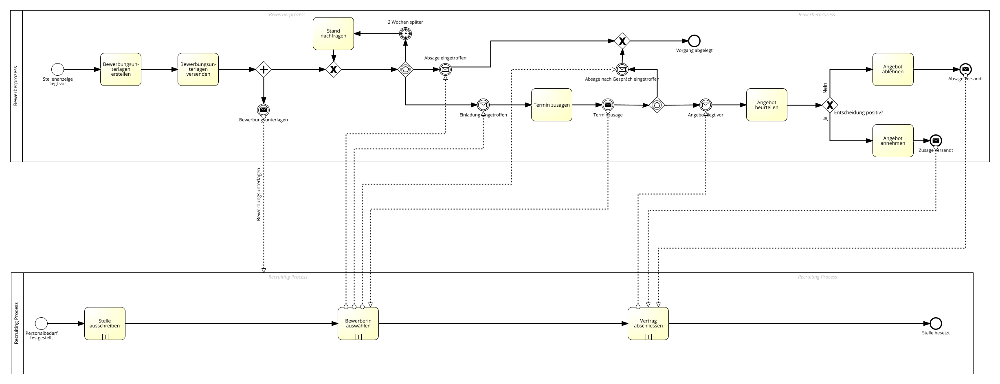 Bewerberprozess
Bewerberprozess
Bewerberprozess
Stellenanzeige
liegt vor
Bewerbungsun-
terlagen
erstellen
Bewerbungsun-
terlagen
versenden
Bewerbungsunterlagen
Stand
nachfragen
2 Wochen später
Absage eingetroffen
Einladung eingetroffen
Termin zusagen
Terminzusage
Absage nach Gespräch eingetroffen
Vorgang abgelegt
Angebot liegt vor
Angebot
beurteilen
Entscheidung positiv?
Nein
Ja
Angebot
ablehnen
Absage versandt
Angebot
annehmen
Zusage versandt
Bewerbungsunterlagen
Recruiting Process
Recruiting Process
Recruiting Process
Personalbedarf
festgestellt
Stelle
ausschreiben
Bewerberin
auswählen
Vertrag
abschliessen
Stelle besetzt